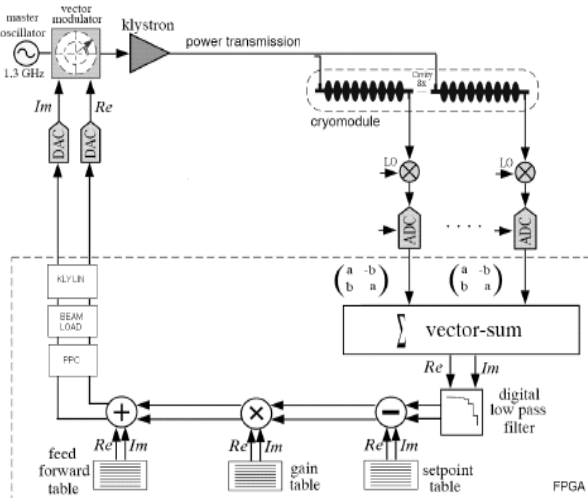 master
oscillator
1.3 GHz
vector
modulator
klystron
power transmission
Cavity
8x
cryomodule
Im
Re
DAC
DAC
LO
LO
ADC
. . . . .
ADC
(a -b
b a)
(a -b
b a)
KLYLIN
BEAM
LOAD
PPC
∑ vector-sum
Re
Im
digital
low pass
filter
+
×
−
Re
Im
Re
Im
Re
Im
feed
forward
table
gain
table
setpoint
table
FPGA